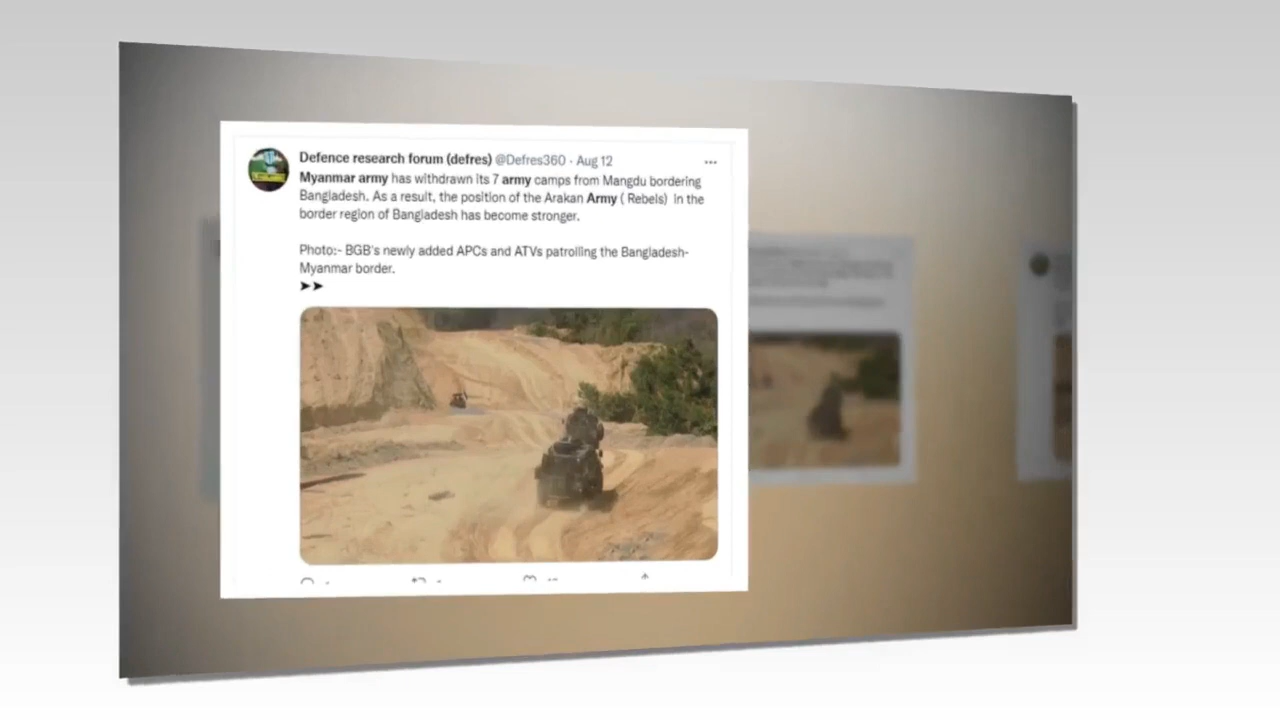 Defence research forum (defres) @Defres360 · Aug 12
Myanmar army has withdrawn its 7 army camps from Mangdu bordering
Bangladesh. As a result, the position of the Arakan Army ( Rebels) in the
border region of Bangladesh has become stronger.
Photo:- BGB's newly added APCs and ATVs patrolling the Bangladesh-
Myanmar border.